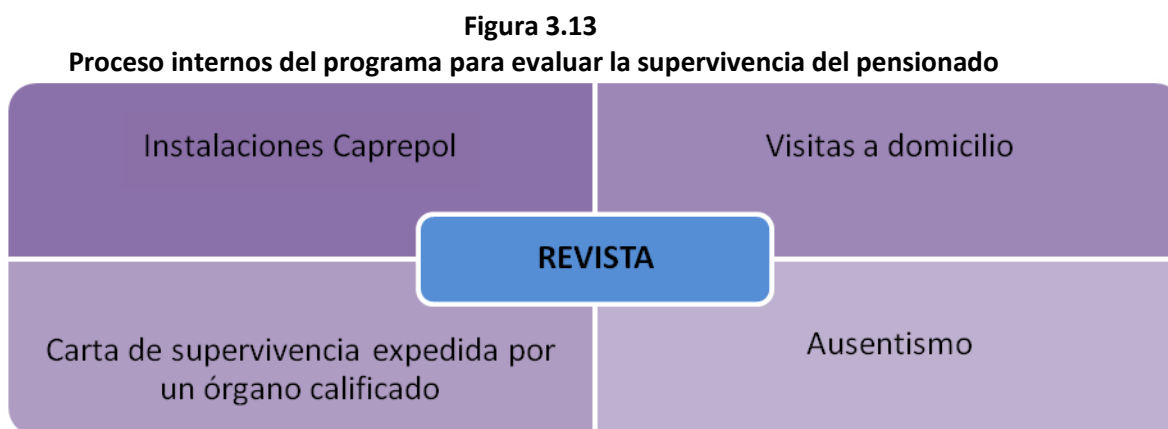 Figura 3.13
Proceso internos del programa para evaluar la supervivencia del pensionado
Instalaciones Caprepol
Visitas a domicilio
REVISTA
Carta de supervivencia expedida por
un órgano calificado
Ausentismo